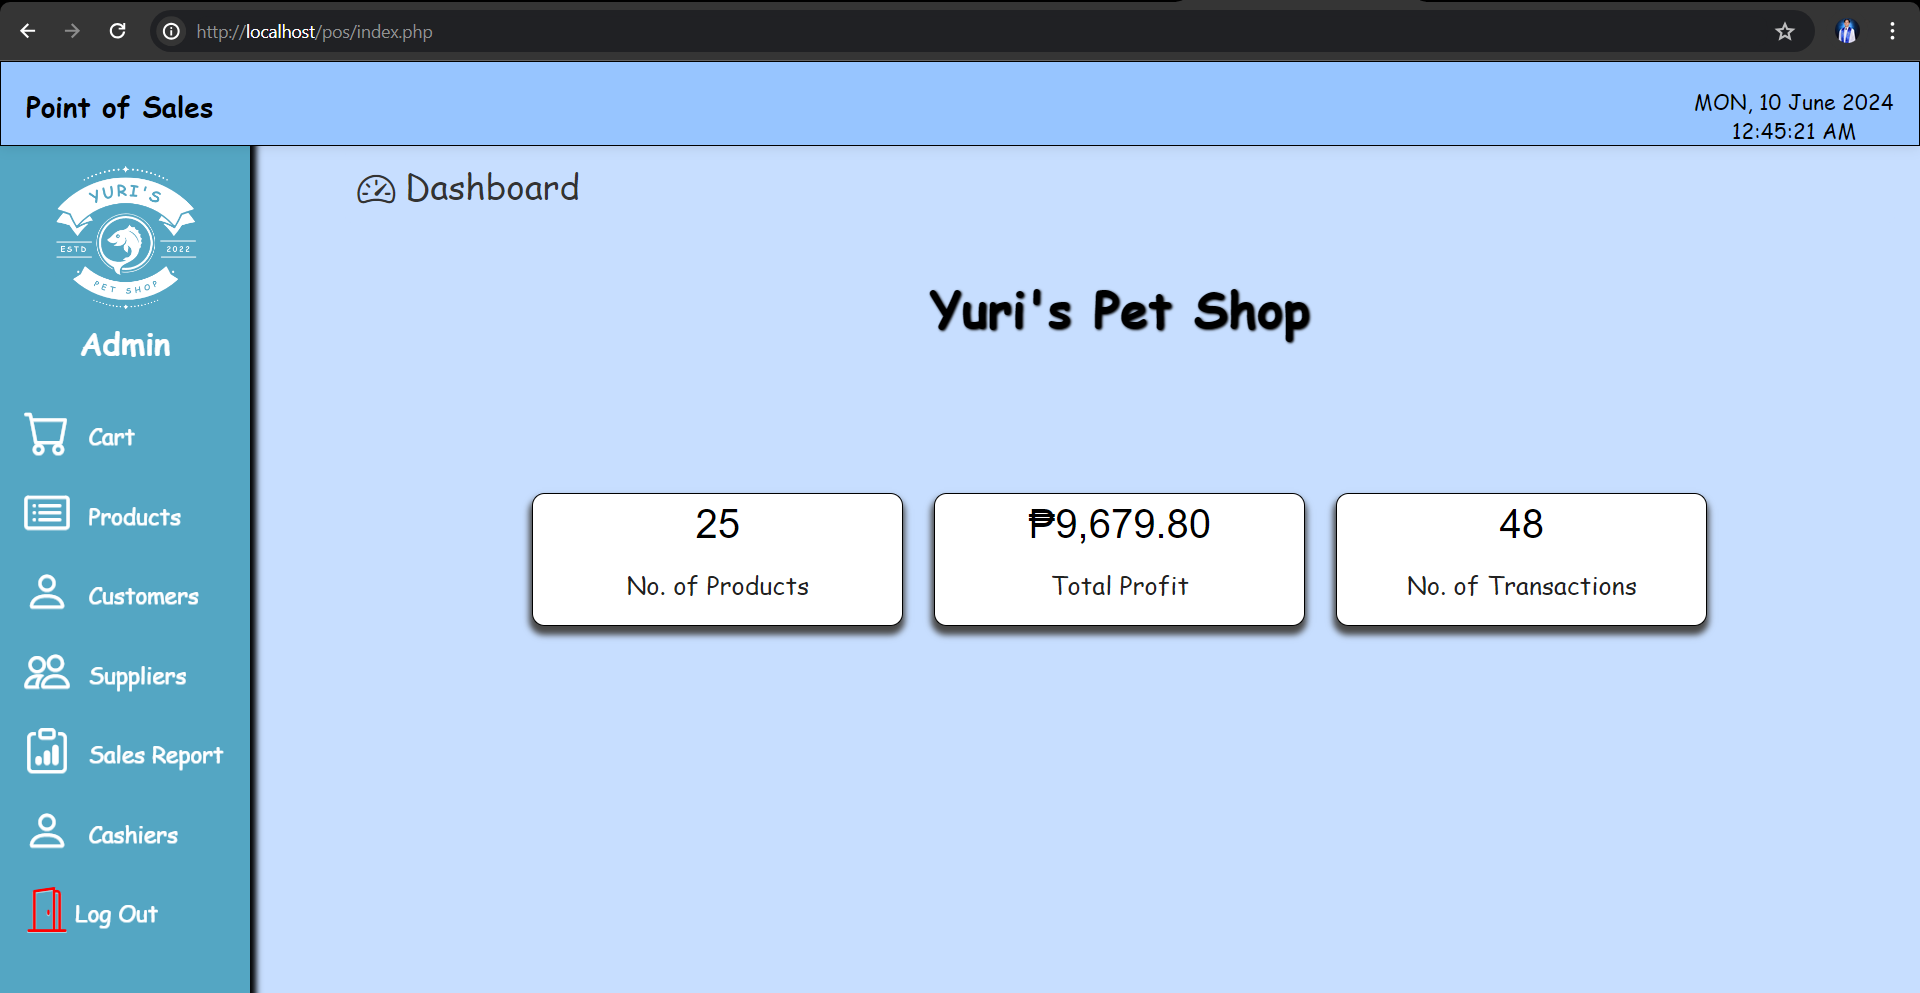 http://localhost/pos/index.php
Point of Sales
MON, 10 June 2024
12:45:21 AM
YURI'S
ESTD 2022
PET SHOP
Admin
Cart
Products
Customers
Suppliers
Sales Report
Cashiers
Log Out
Dashboard
Yuri's Pet Shop
25
No. of Products
₱9,679.80
Total Profit
48
No. of Transactions